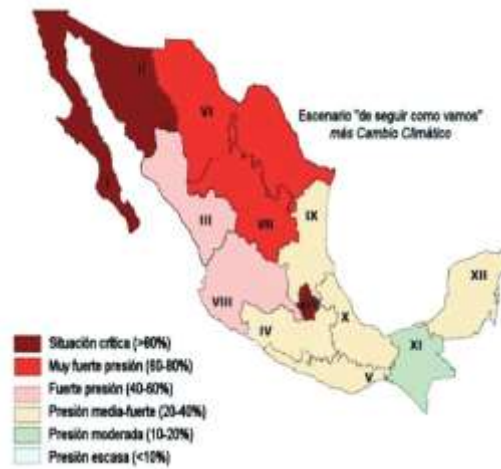 II
VI
Escenario "de seguir como vamos"
más Cambio Climático
III
VII
IX
XII
VIII
IV
X
XI
V
Situación crítica (>80%)
Muy fuerte presión (60-80%)
Fuerte presión (40-60%)
Presión media-fuerte (20-40%)
Presión moderada (10-20%)
Presión escasa (<10%)